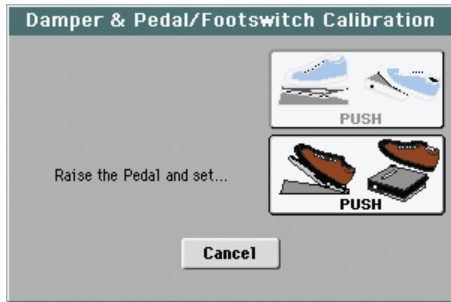 Damper & Pedal/Footswitch Calibration
PUSH
Raise the Pedal and set...
PUSH
Cancel